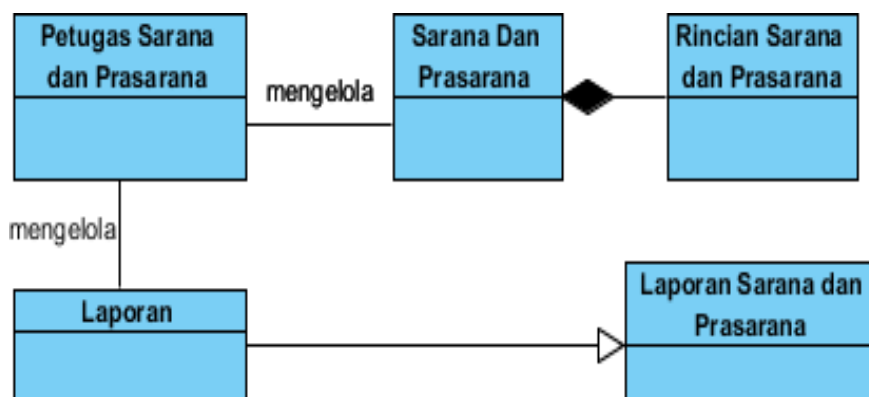 Petugas Sarana
dan Prasarana
mengelola
Sarana Dan
Prasarana
Rincian Sarana
dan Prasarana
mengelola
Laporan
Laporan Sarana dan
Prasarana